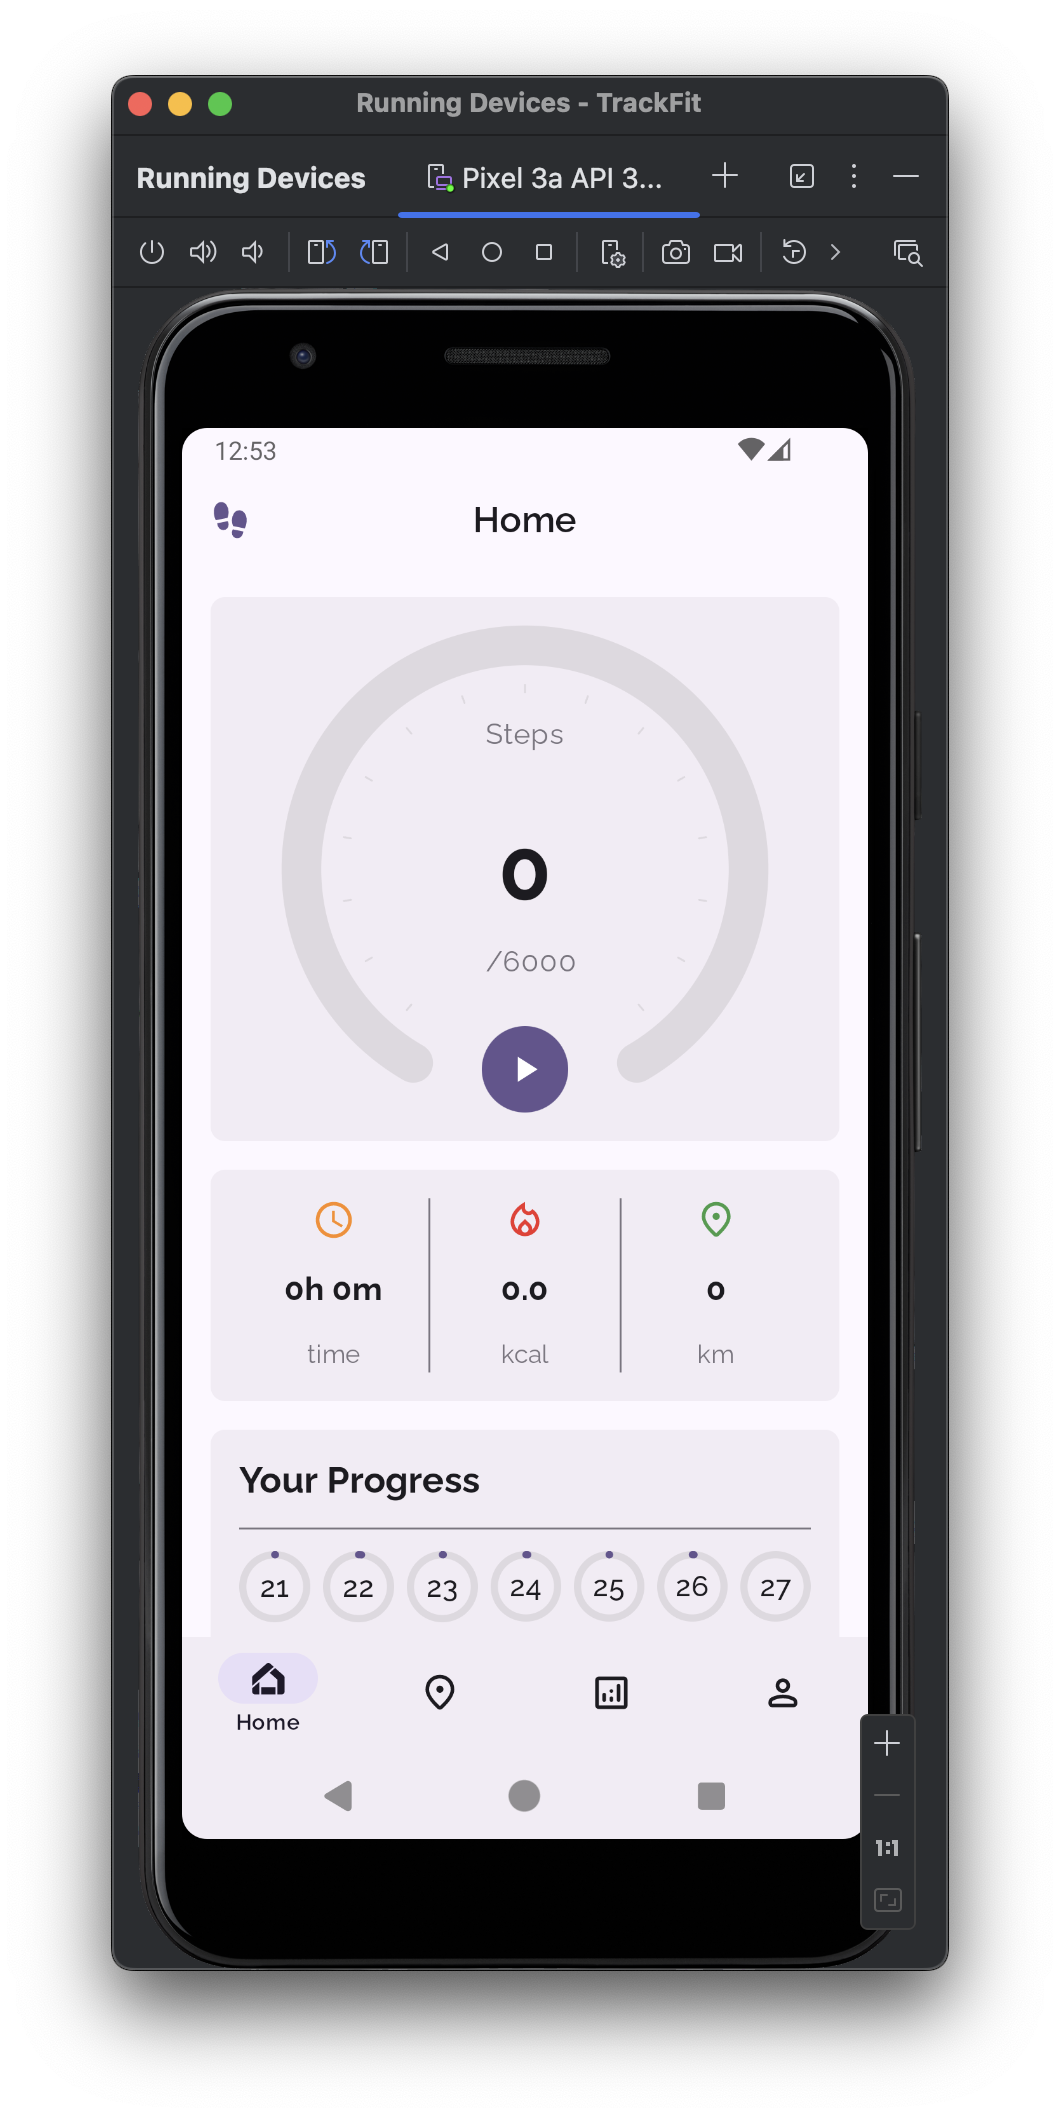 Running Devices - TrackFit
Running Devices
Pixel 3a API 3...
12:53
Home
Steps
0
/6000
0h 0m
0.0
0
time
kcal
km
Your Progress
21 22 23 24 25 26 27
Home
1:1